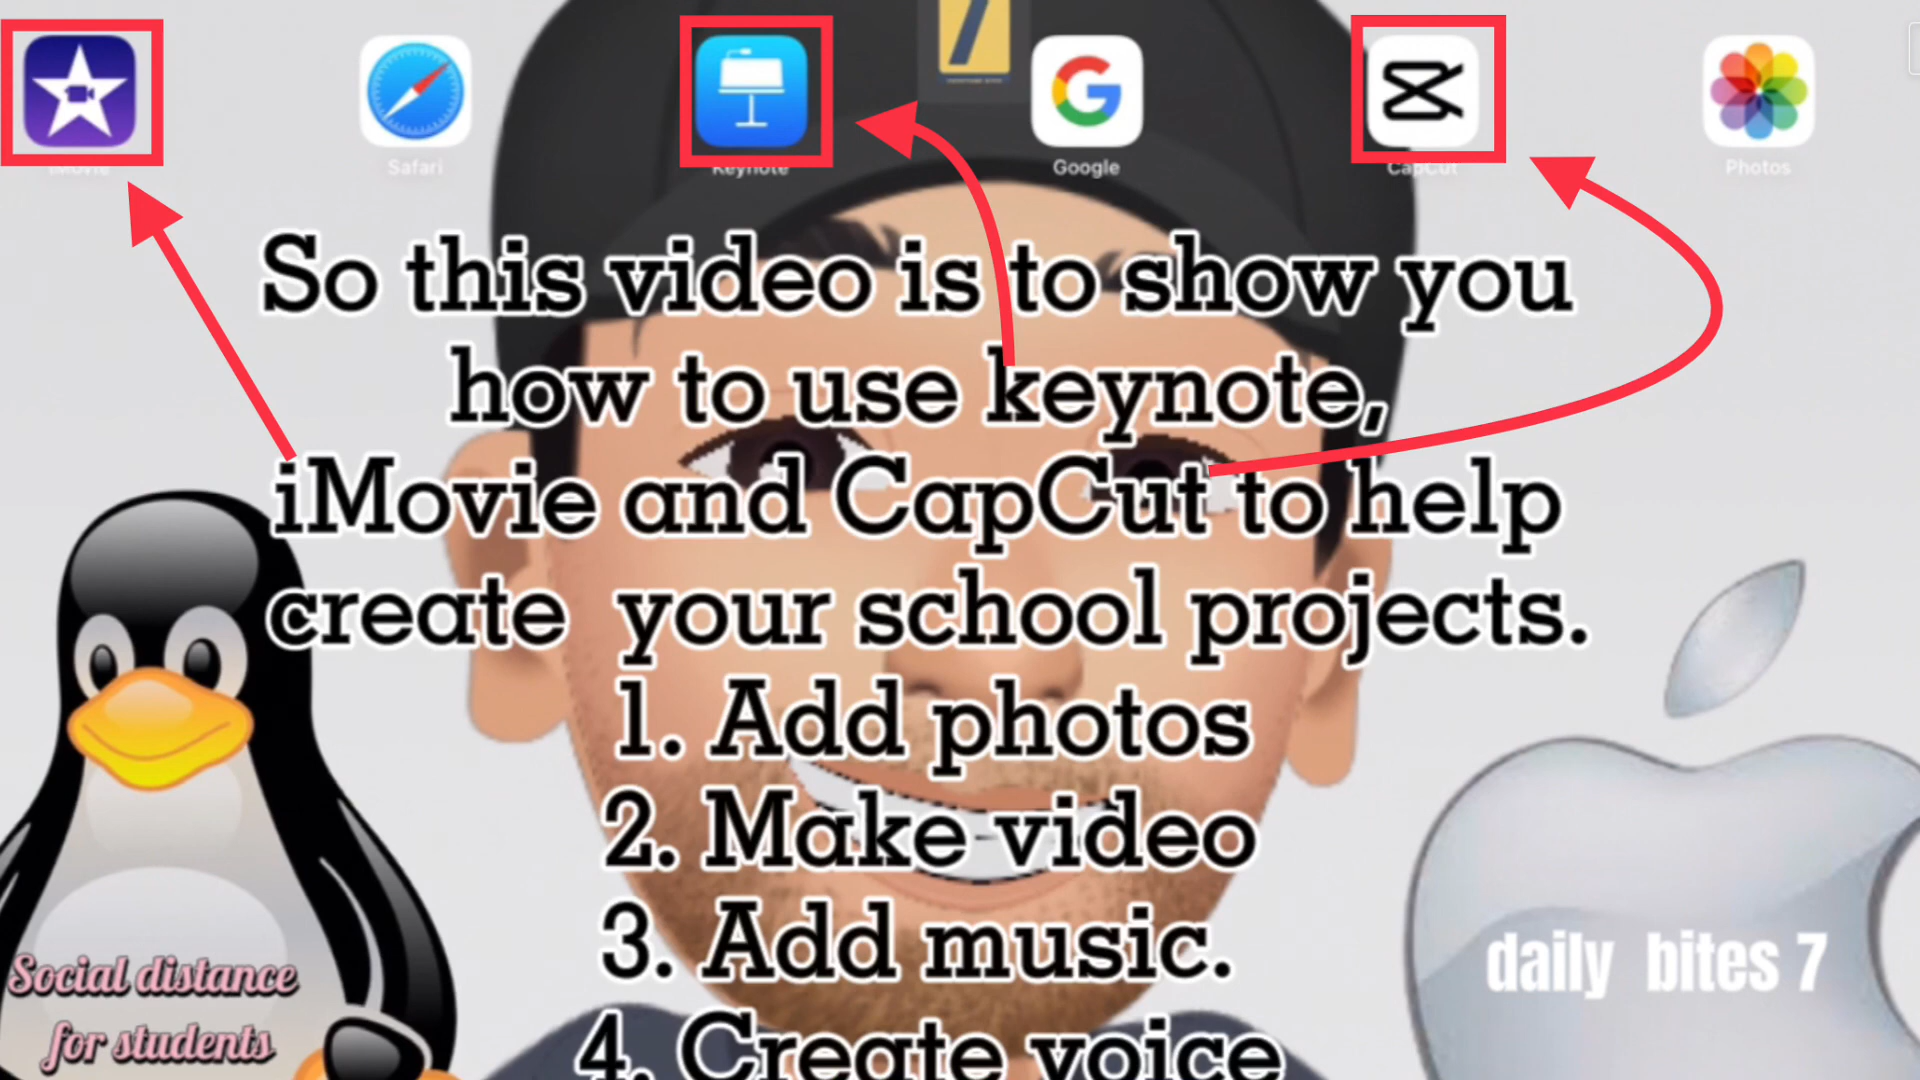 iMovie
Safari
Keynote
Google
CapCut
Photos
So this video is to show you
how to use keynote,
iMovie and CapCut to help
create  your school projects.
1. Add photos
2. Make video
3. Add music.
4. Create voice
Social distance
for students
daily  bites 7